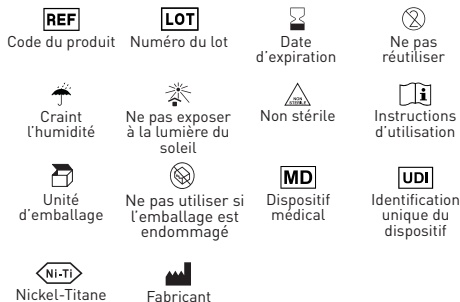 REF LOT
Code du produit Numéro du lot Date d'expiration Ne pas réutiliser
NON STERILE i
Craint l'humidité Ne pas exposer à la lumière du soleil Non stérile Instructions d'utilisation
MD UDI
Unité d'emballage Ne pas utiliser si l'emballage est endommagé Dispositif médical Identification unique du dispositif
Ni-Ti
Nickel-Titane Fabricant